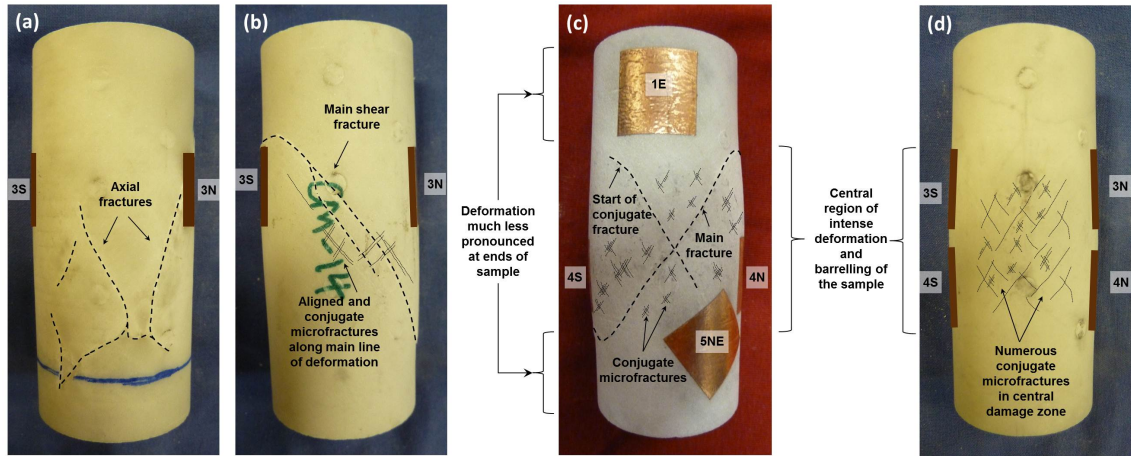 (a)
3S
3N
Axial
fractures
(b)
Main shear
fracture
3S
3N
GM-14
Aligned and
conjugate
microfractures
along main line
of deformation
Deformation
much less
pronounced
at ends of
sample
(c)
1E
Start of
conjugate
fracture
Main
fracture
4S
4N
5NE
Conjugate
microfractures
Central
region of
intense
deformation
and
barrelling of
the sample
(d)
3S
3N
4S
4N
Numerous
conjugate
microfractures
in central
damage zone